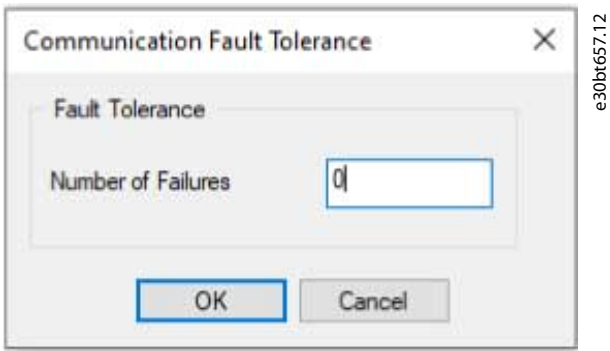 Communication Fault Tolerance
Fault Tolerance
Number of Failures 0
OK Cancel
e30bt657.12